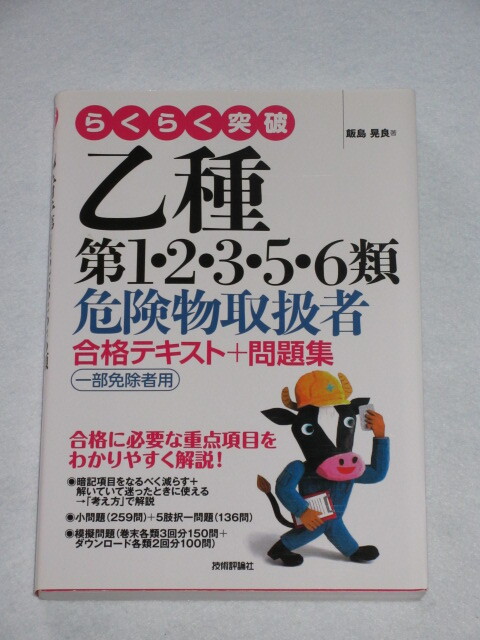 らくらく突破
飯島 晃良 著
乙種
第1・2・3・5・6類
危険物取扱者
合格テキスト+問題集
一部免除者用
合格に必要な重点項目を
わかりやすく解説!
●暗記項目をなるべく減らす+
解いていて迷ったときに使える
→「考え方」で解説
●小問題(259問)+5肢択一問題(136問)
●模擬問題(巻末各類3回分150問+
ダウンロード各類2回分100問)
技術評論社